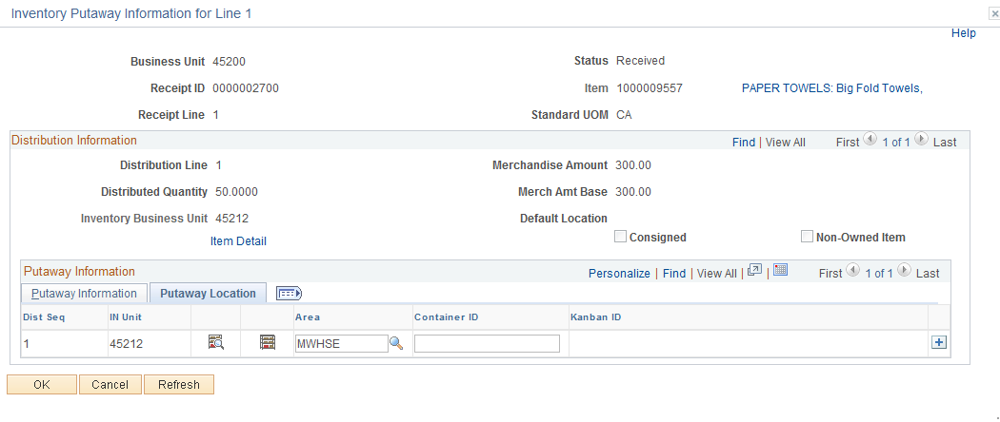 Inventory Putaway Information for Line 1
Help
Business Unit 45200 Status Received
Receipt ID 0000002700 Item 1000009557 PAPER TOWELS: Big Fold Towels,
Receipt Line 1 Standard UOM CA
Distribution Information Find | View All First 1 of 1 Last
Distribution Line 1 Merchandise Amount 300.00
Distributed Quantity 50.0000 Merch Amt Base 300.00
Inventory Business Unit 45212 Default Location
Item Detail Consigned Non-Owned Item
Putaway Information Personalize | Find | View All | | First 1 of 1 Last
Putaway Information Putaway Location
Dist Seq IN Unit Area Container ID Kanban ID
1 45212 MWHSE
OK Cancel Refresh